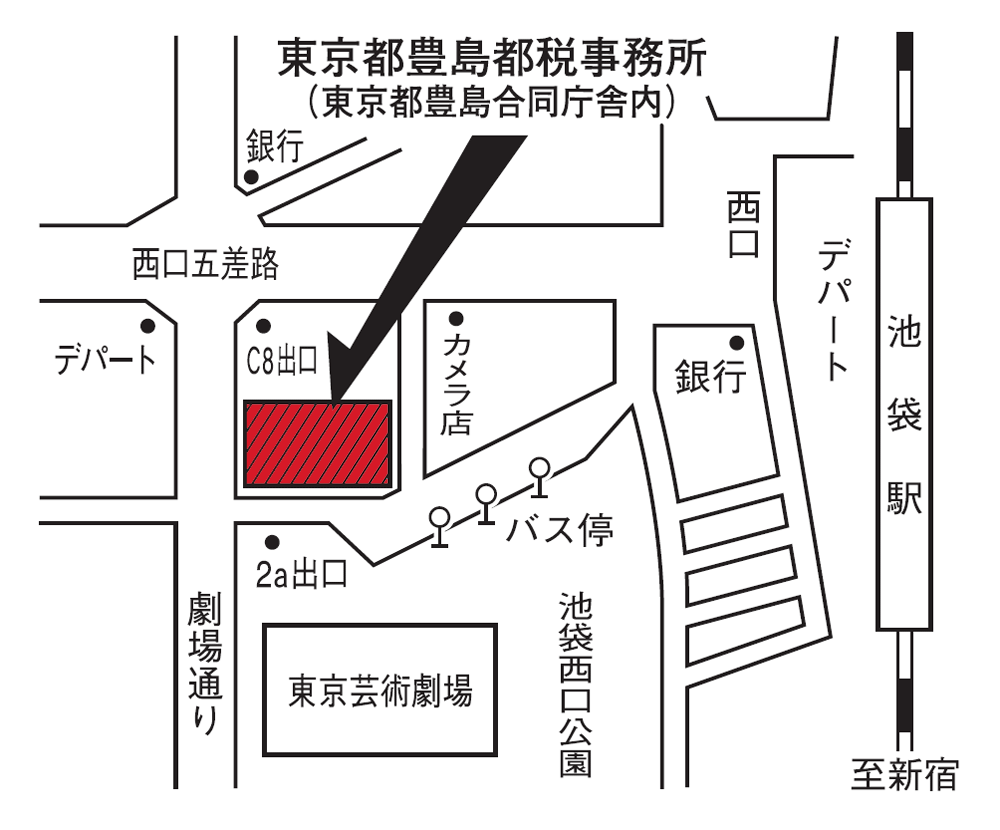 東京都豊島都税事務所
（東京都豊島合同庁舎内）
銀行
西口
西口五差路
デパート
池袋駅
デパート
C8出口
カメラ店
銀行
バス停
2a出口
劇場通り
池袋西口公園
東京芸術劇場
至新宿